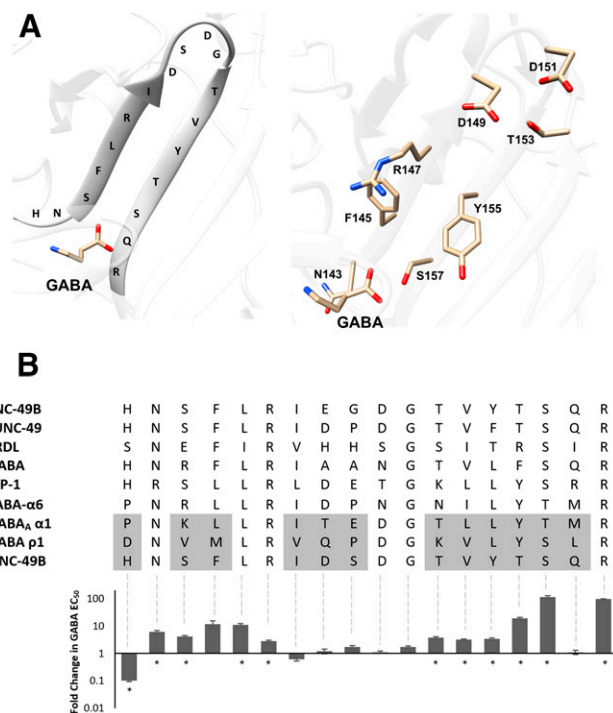 A
H N S F L R I D S D G T V Y T S Q R
GABA
D151
D149
T153
R147
F145
Y155
N143
S157
GABA
B
NC-49B H N S F L R I E G D G T V Y T S Q R
UNC-49 H N S F L R I D P D G T V F T S Q R
RDL S N E F I R V H H S G S I T R S I R
GABA H N R F L R I A A N G T V L F S Q R
P-1 H R S L L R L D E T G K L L Y S R R
GABA-α6 P N R L L R I D P N G N I L Y T M R
GABAA α1 P N K L L R I T E D G T L L Y T M R
GABA ρ1 D N V M L R V Q P D G K V L Y S L R
NC-49B H S F L R I D S D G T V Y T S Q R
Fold Change in GABA EC50
100
10
1
0.1
0.01
* * * * * * * * * * *